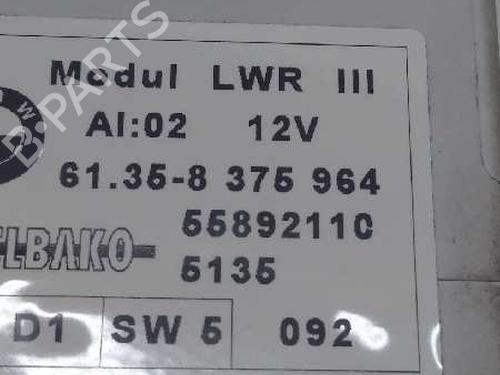 Modul LWR III
AI:02 12V
61.35-8 375 964
55892110
ELBAKO
5135
D1 SW 5 092
B-PARTS